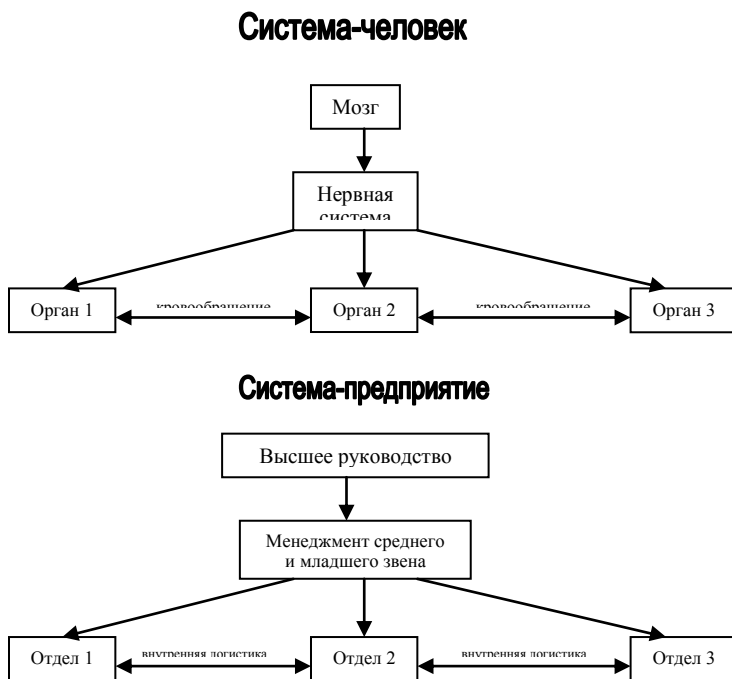 Система-человек
Мозг
Нервная
система
Орган 1
кровообращение
Орган 2
кровообращение
Орган 3
Система-предприятие
Высшее руководство
Менеджмент среднего
и младшего звена
Отдел 1
внутренняя логистика
Отдел 2
внутренняя логистика
Отдел 3